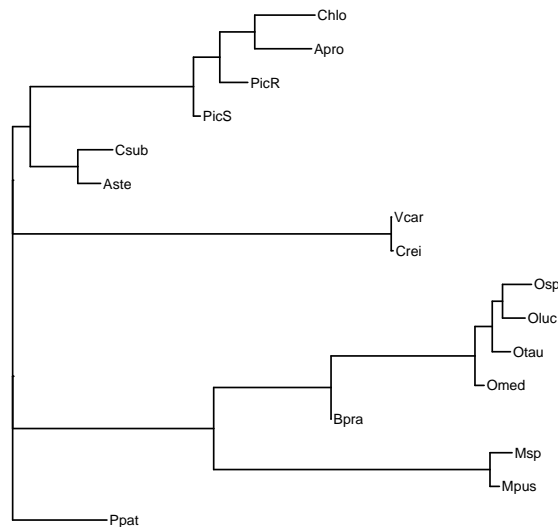 Chlo
Apro
PicR
PicS
Csub
Aste
Vcar
Crei
Osp
Oluc
Otau
Omed
Bpra
Msp
Mpus
Ppat